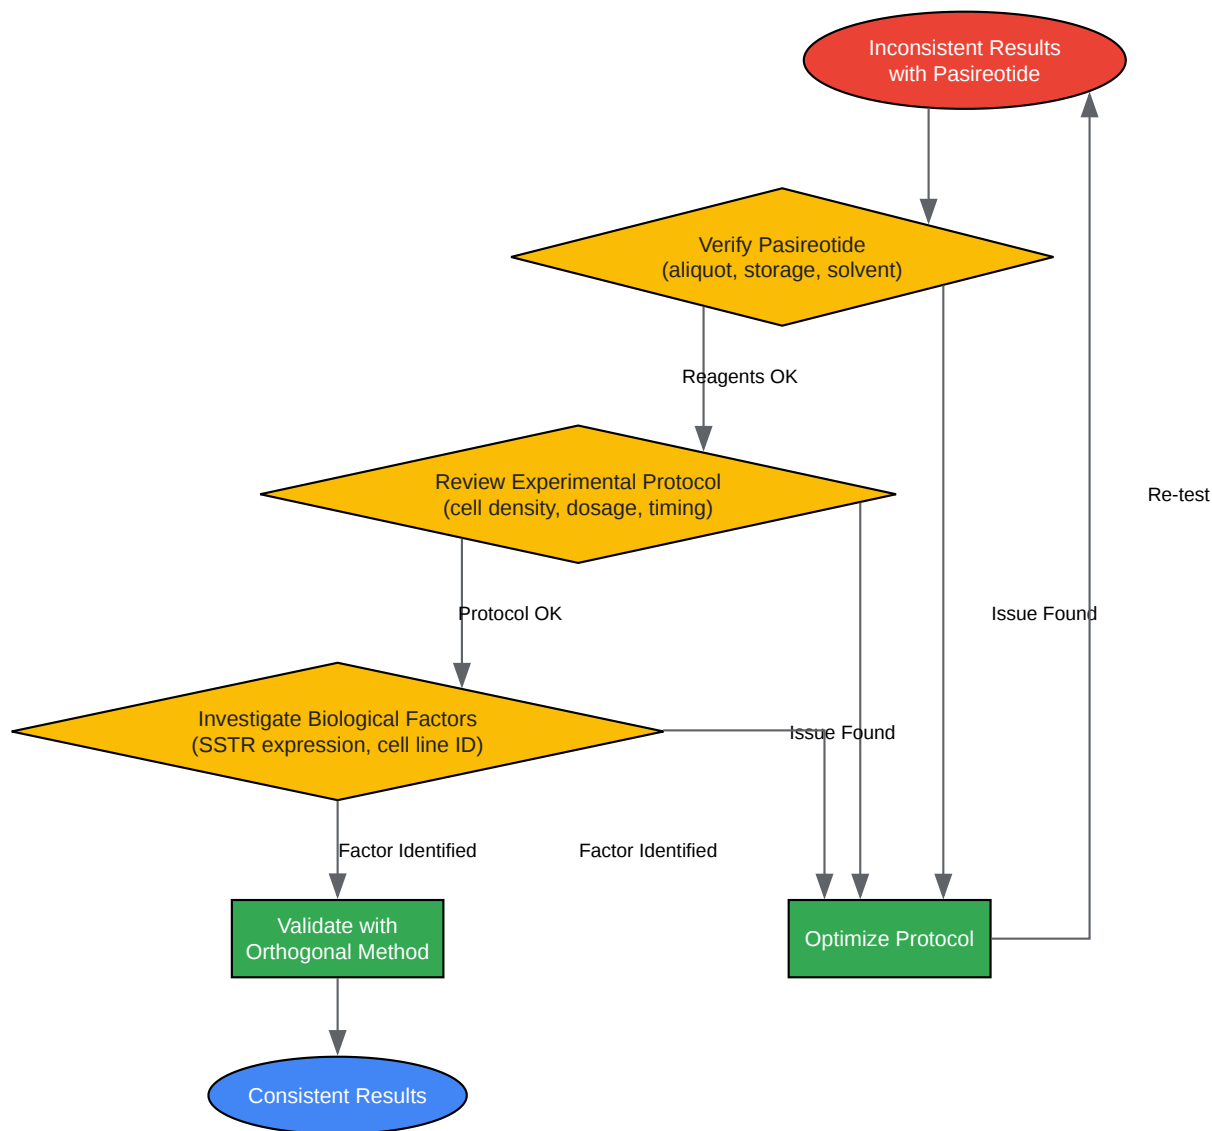 Inconsistent Results
with Pasireotide
Verify Pasireotide
(aliquot, storage, solvent)
Reagents OK
Review Experimental Protocol
(cell density, dosage, timing)
Re-test
Protocol OK
Issue Found
Investigate Biological Factors
(SSTR expression, cell line ID)
Issue Found
Factor Identified
Factor Identified
Validate with
Orthogonal Method
Optimize Protocol
Consistent Results